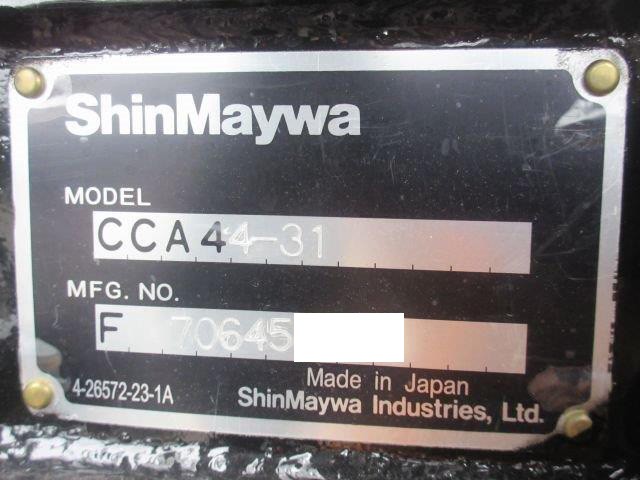 ShinMaywa
MODEL
CCA44-31
MFG. NO.
F 70645
Made in Japan
4-26572-23-1A
ShinMaywa Industries, Ltd.